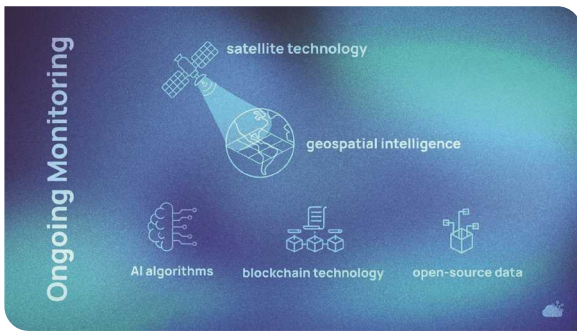 Ongoing Monitoring
satellite technology
geospatial intelligence
AI algorithms
blockchain technology
open-source data